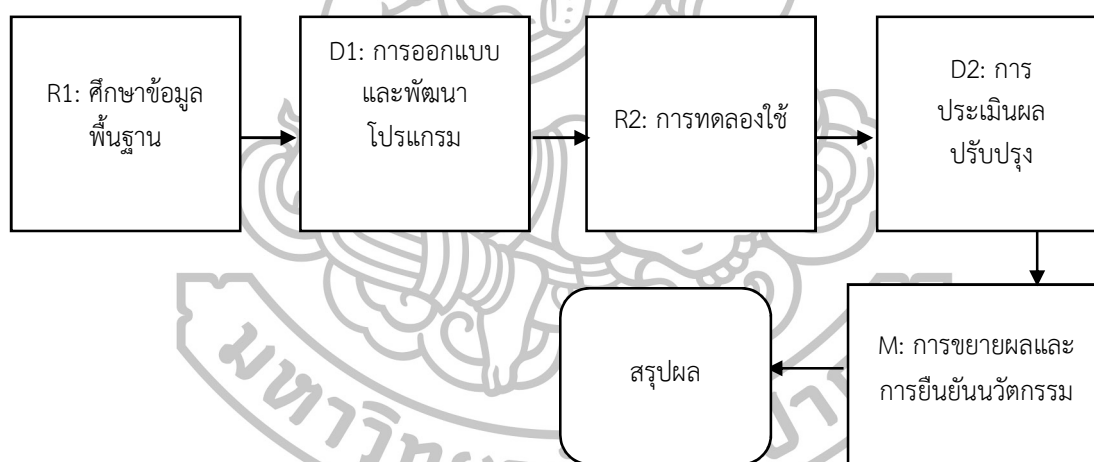 R1: ศึกษาข้อมูล
พื้นฐาน
D1: การออกแบบ
และพัฒนา
โปรแกรม
R2: การทดลองใช้
D2: การ
ประเมินผล
ปรับปรุง
M: การขยายผลและ
การยืนยันนวัตกรรม
สรุปผล